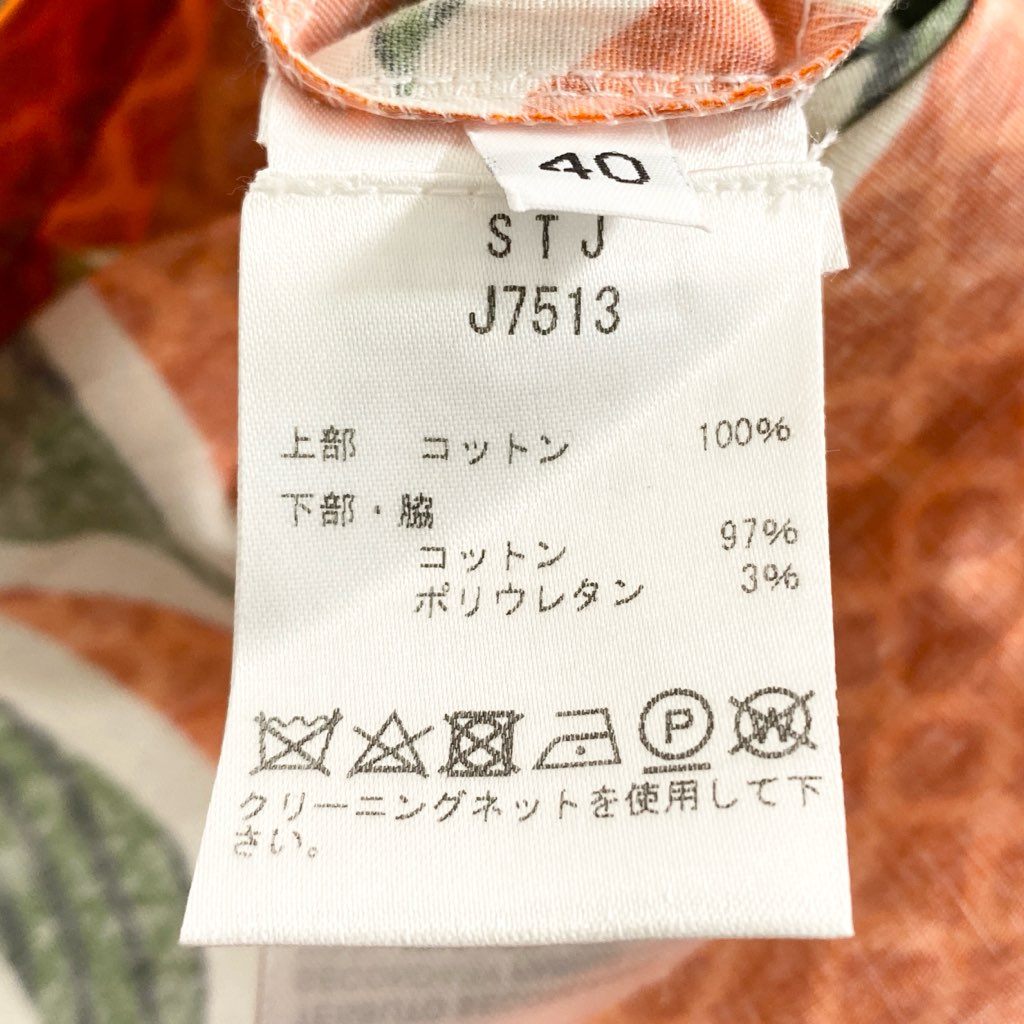 40
STJ
J7513
上部 コットン 100%
下部・脇
コットン 97%
ポリウレタン 3%
P W
クリーニングネットを使用して下
さい。